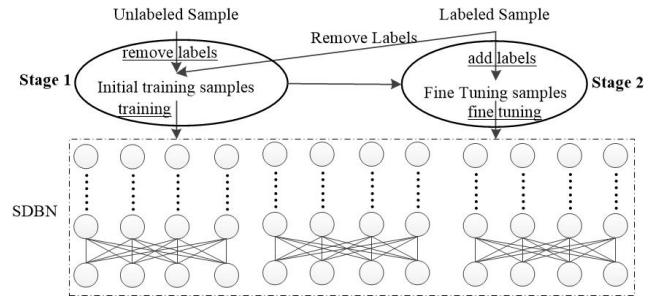 Unlabeled Sample
Labeled Sample
Remove Labels
remove labels
add labels
Stage 1
Initial training samples
Fine Tuning samples
Stage 2
training
fine tuning
SDBN